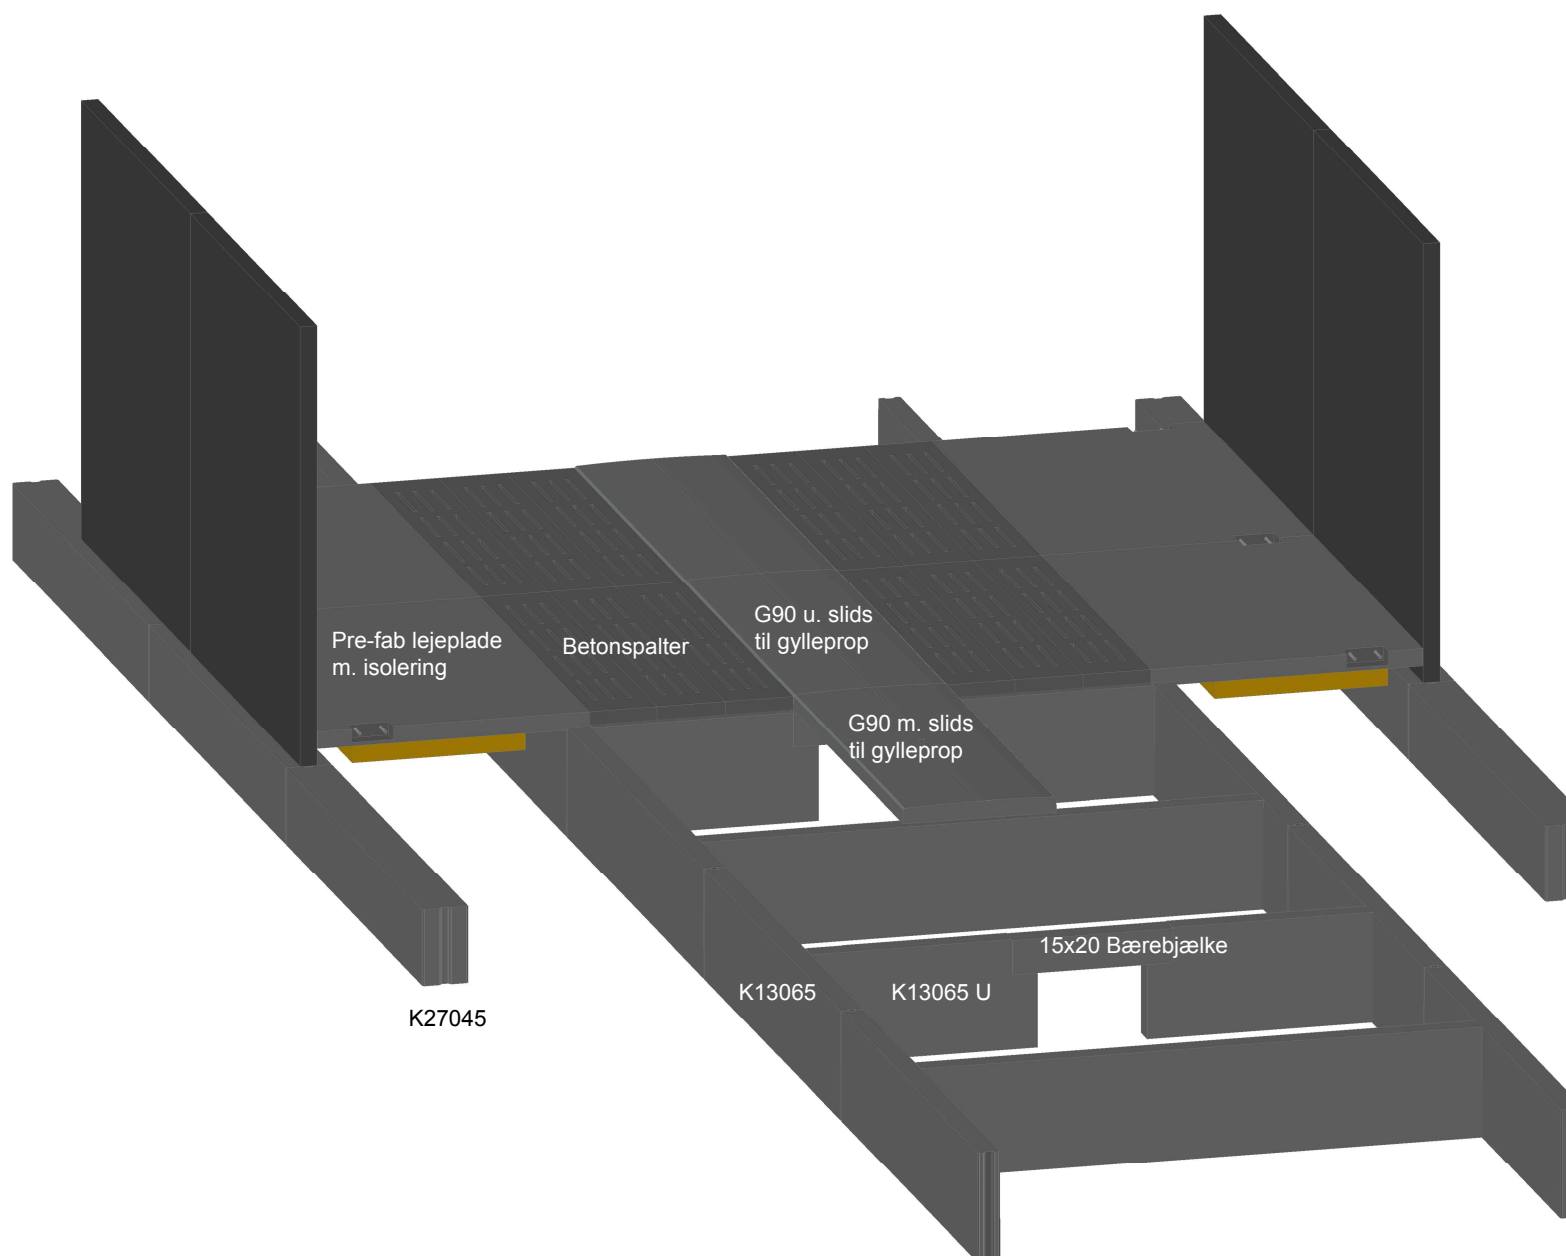 Pre-fab lejeplade
m. isolering
Betonspalter
G90 u. slids
til gylleprop
G90 m. slids
til gylleprop
15x20 Bærebjælke
K13065
K13065 U
K27045